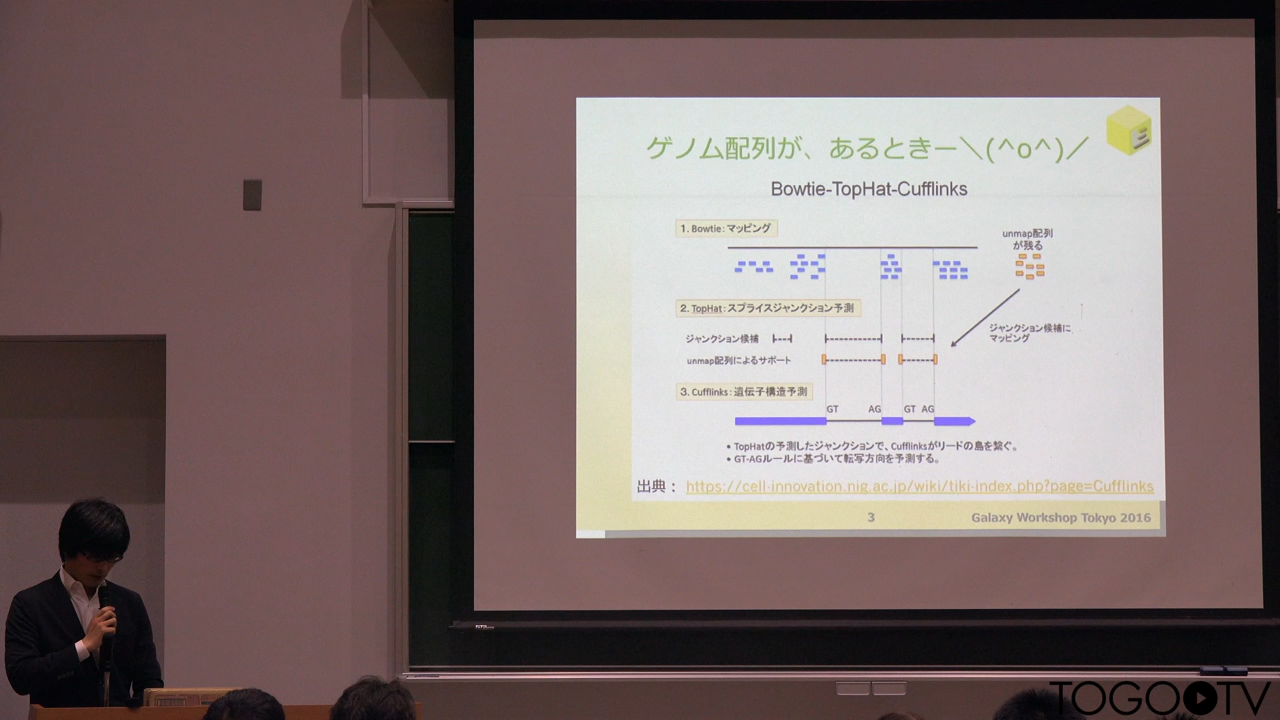 ゲノム配列が、あるときー＼(^o^)／
Bowtie-TopHat-Cufflinks
1. Bowtie：マッピング
unmap配列
が残る
2. TopHat：スプライスジャンクション予測
ジャンクション候補
ジャンクション候補に
マッピング
unmap配列によるサポート
3. Cufflinks：遺伝子構造予測
GT AG GT AG
• TopHatの予測したジャンクションで、Cufflinksがリードの島を繋ぐ。
• GT-AGルールに基づいて転写方向を予測する。
出典： https://cell-innovation.nig.ac.jp/wiki/tiki-index.php?page=Cufflinks
3 Galaxy Workshop Tokyo 2016
TOGOTV